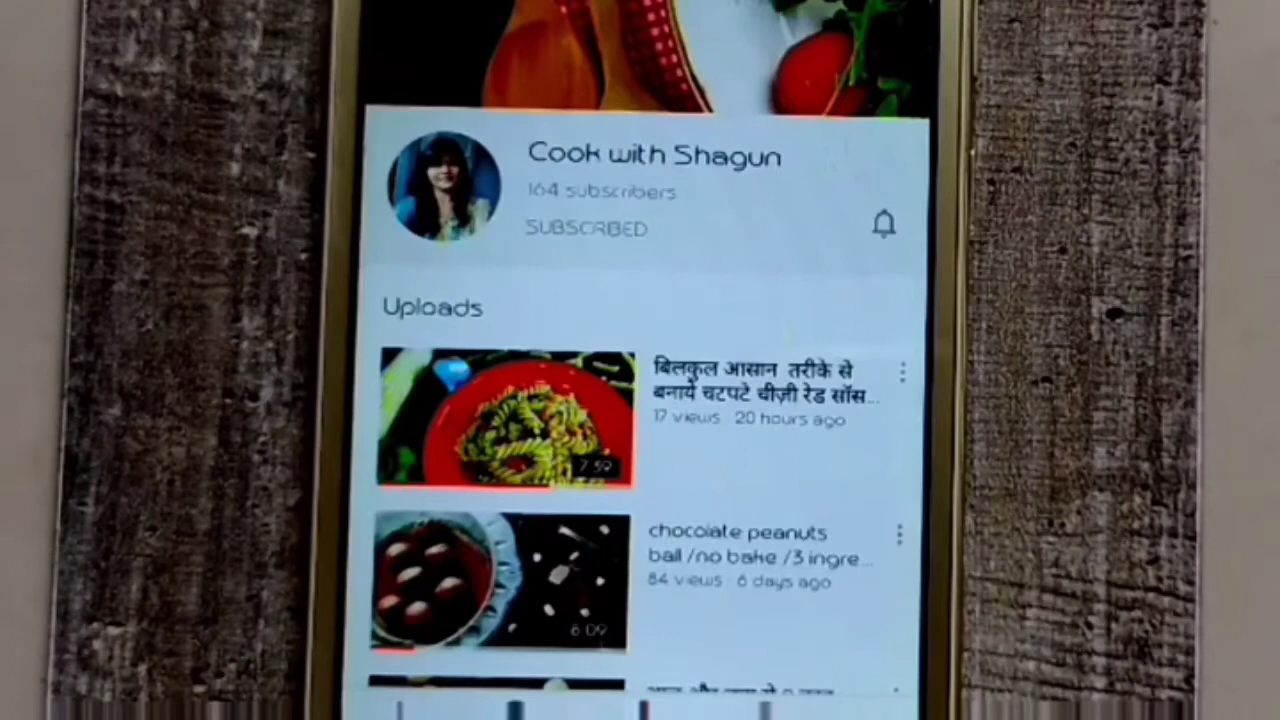 Cook with Shagun
164 subscribers
SUBSCRIBED
Uploads
बिलकुल आसान तरीके से
बनायें चटपटे चीज़ी रेड सॉस...
17 views · 20 hours ago
7:59
chocolate peanuts
ball /no bake /3 ingre...
84 views · 6 days ago
6:09